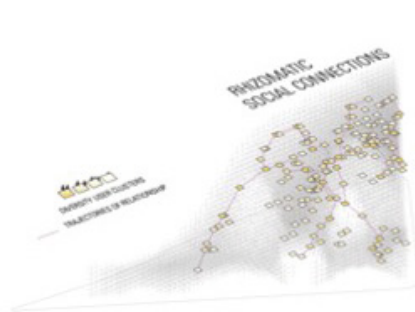 RHIZOMATIC
SOCIAL CONNECTIONS
DIVERSITY USER CLUSTERS
TRAJECTORIES OF RELATIONSHIP